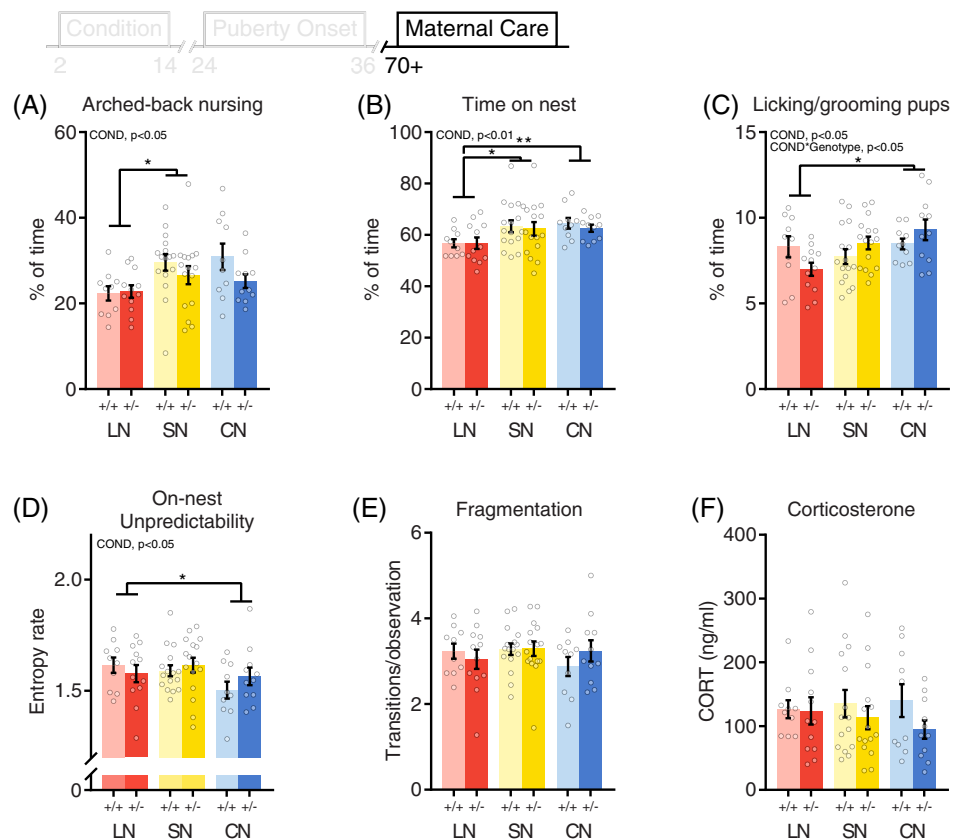 Condition
Puberty Onset
Maternal Care
2
14
24
36
70+
(A)
Arched-back nursing
COND, p<0.05
*
% of time
60
40
20
0
+/+ +/- +/+ +/- +/+ +/-
LN SN CN
(B)
Time on nest
COND, p<0.01
**
*
% of time
100
80
60
40
20
0
+/+ +/- +/+ +/- +/+ +/-
LN SN CN
(C)
Licking/grooming pups
COND, p<0.05
COND*Genotype, p<0.05
*
% of time
15
10
5
0
+/+ +/- +/+ +/- +/+ +/-
LN SN CN
(D)
On-nest
Unpredictability
COND, p<0.05
*
Entropy rate
2.0
1.5
0
+/+ +/- +/+ +/- +/+ +/-
LN SN CN
(E)
Fragmentation
Transitions/observation
6
4
2
0
+/+ +/- +/+ +/- +/+ +/-
LN SN CN
(F)
Corticosterone
CORT (ng/ml)
400
300
200
100
0
+/+ +/- +/+ +/- +/+ +/-
LN SN CN